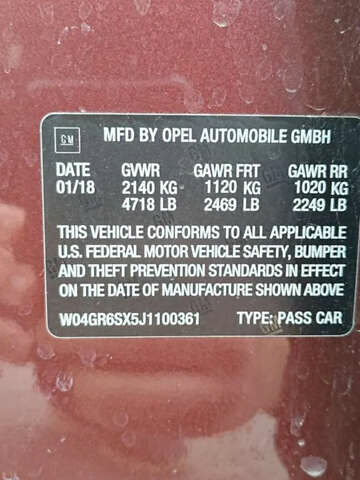 GM MFD BY OPEL AUTOMOBILE GMBH
DATE GVWR GAWR FRT GAWR RR
01/18 2140 KG 1120 KG 1020 KG
4718 LB 2469 LB 2249 LB
THIS VEHICLE CONFORMS TO ALL APPLICABLE
U.S. FEDERAL MOTOR VEHICLE SAFETY, BUMPER
AND THEFT PREVENTION STANDARDS IN EFFECT
ON THE DATE OF MANUFACTURE SHOWN ABOVE
W04GR6SX5J1100361 TYPE: PASS CAR